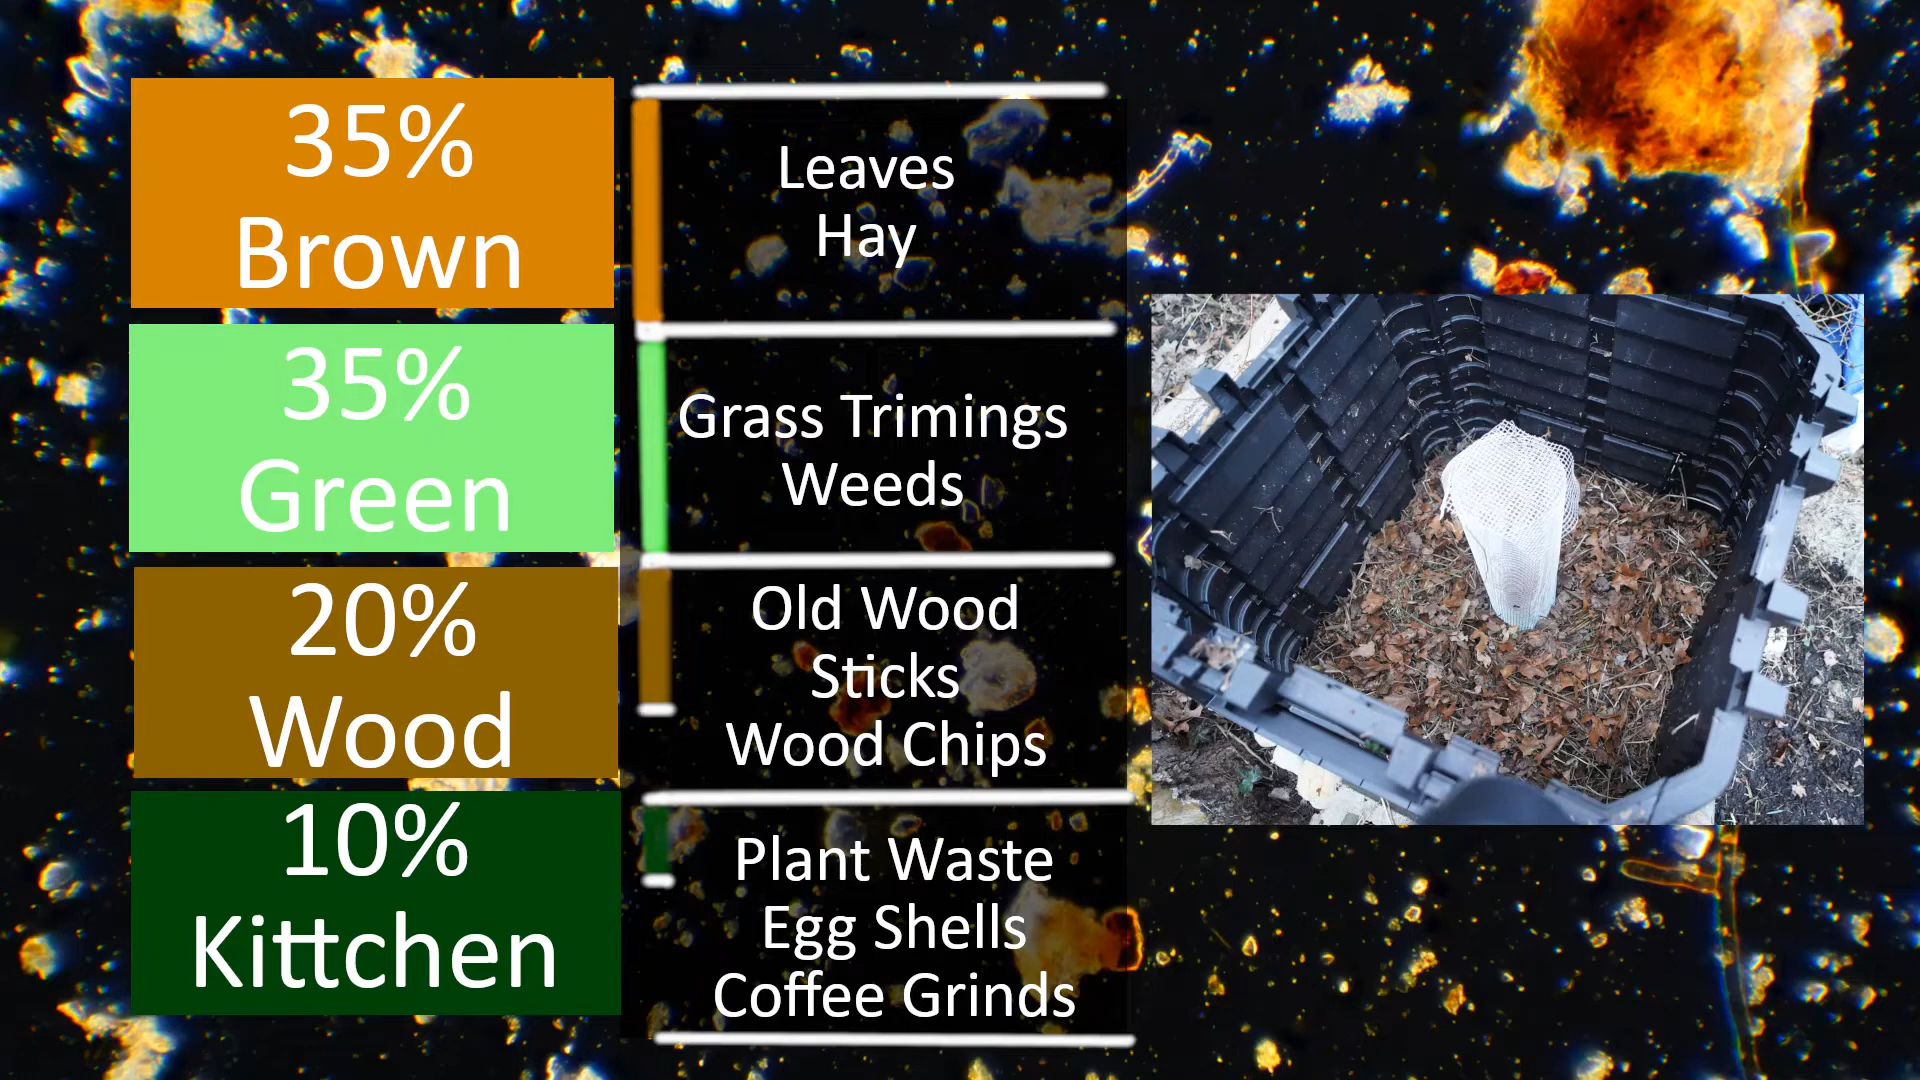 35%
Brown
Leaves
Hay
35%
Green
Grass Trimings
Weeds
20%
Wood
Old Wood
Sticks
Wood Chips
10%
Kittchen
Plant Waste
Egg Shells
Coffee Grinds